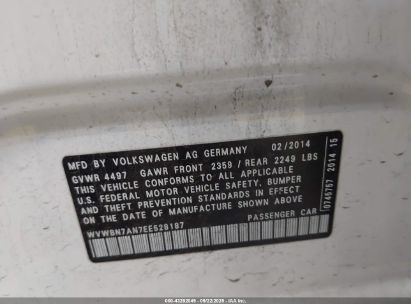 MFD BY VOLKSWAGEN AG GERMANY 02/2014
GVWR 4497 GAWR FRONT 2359 / REAR 2249 LBS
THIS VEHICLE CONFORMS TO ALL APPLICABLE
U.S. FEDERAL MOTOR VEHICLE SAFETY, BUMPER
AND THEFT PREVENTION STANDARDS IN EFFECT
ON THE DATE OF MANUFACTURE SHOWN ABOVE.
WVWBN7AN7EE528187 PASSENGER CAR
0745757 2014 15